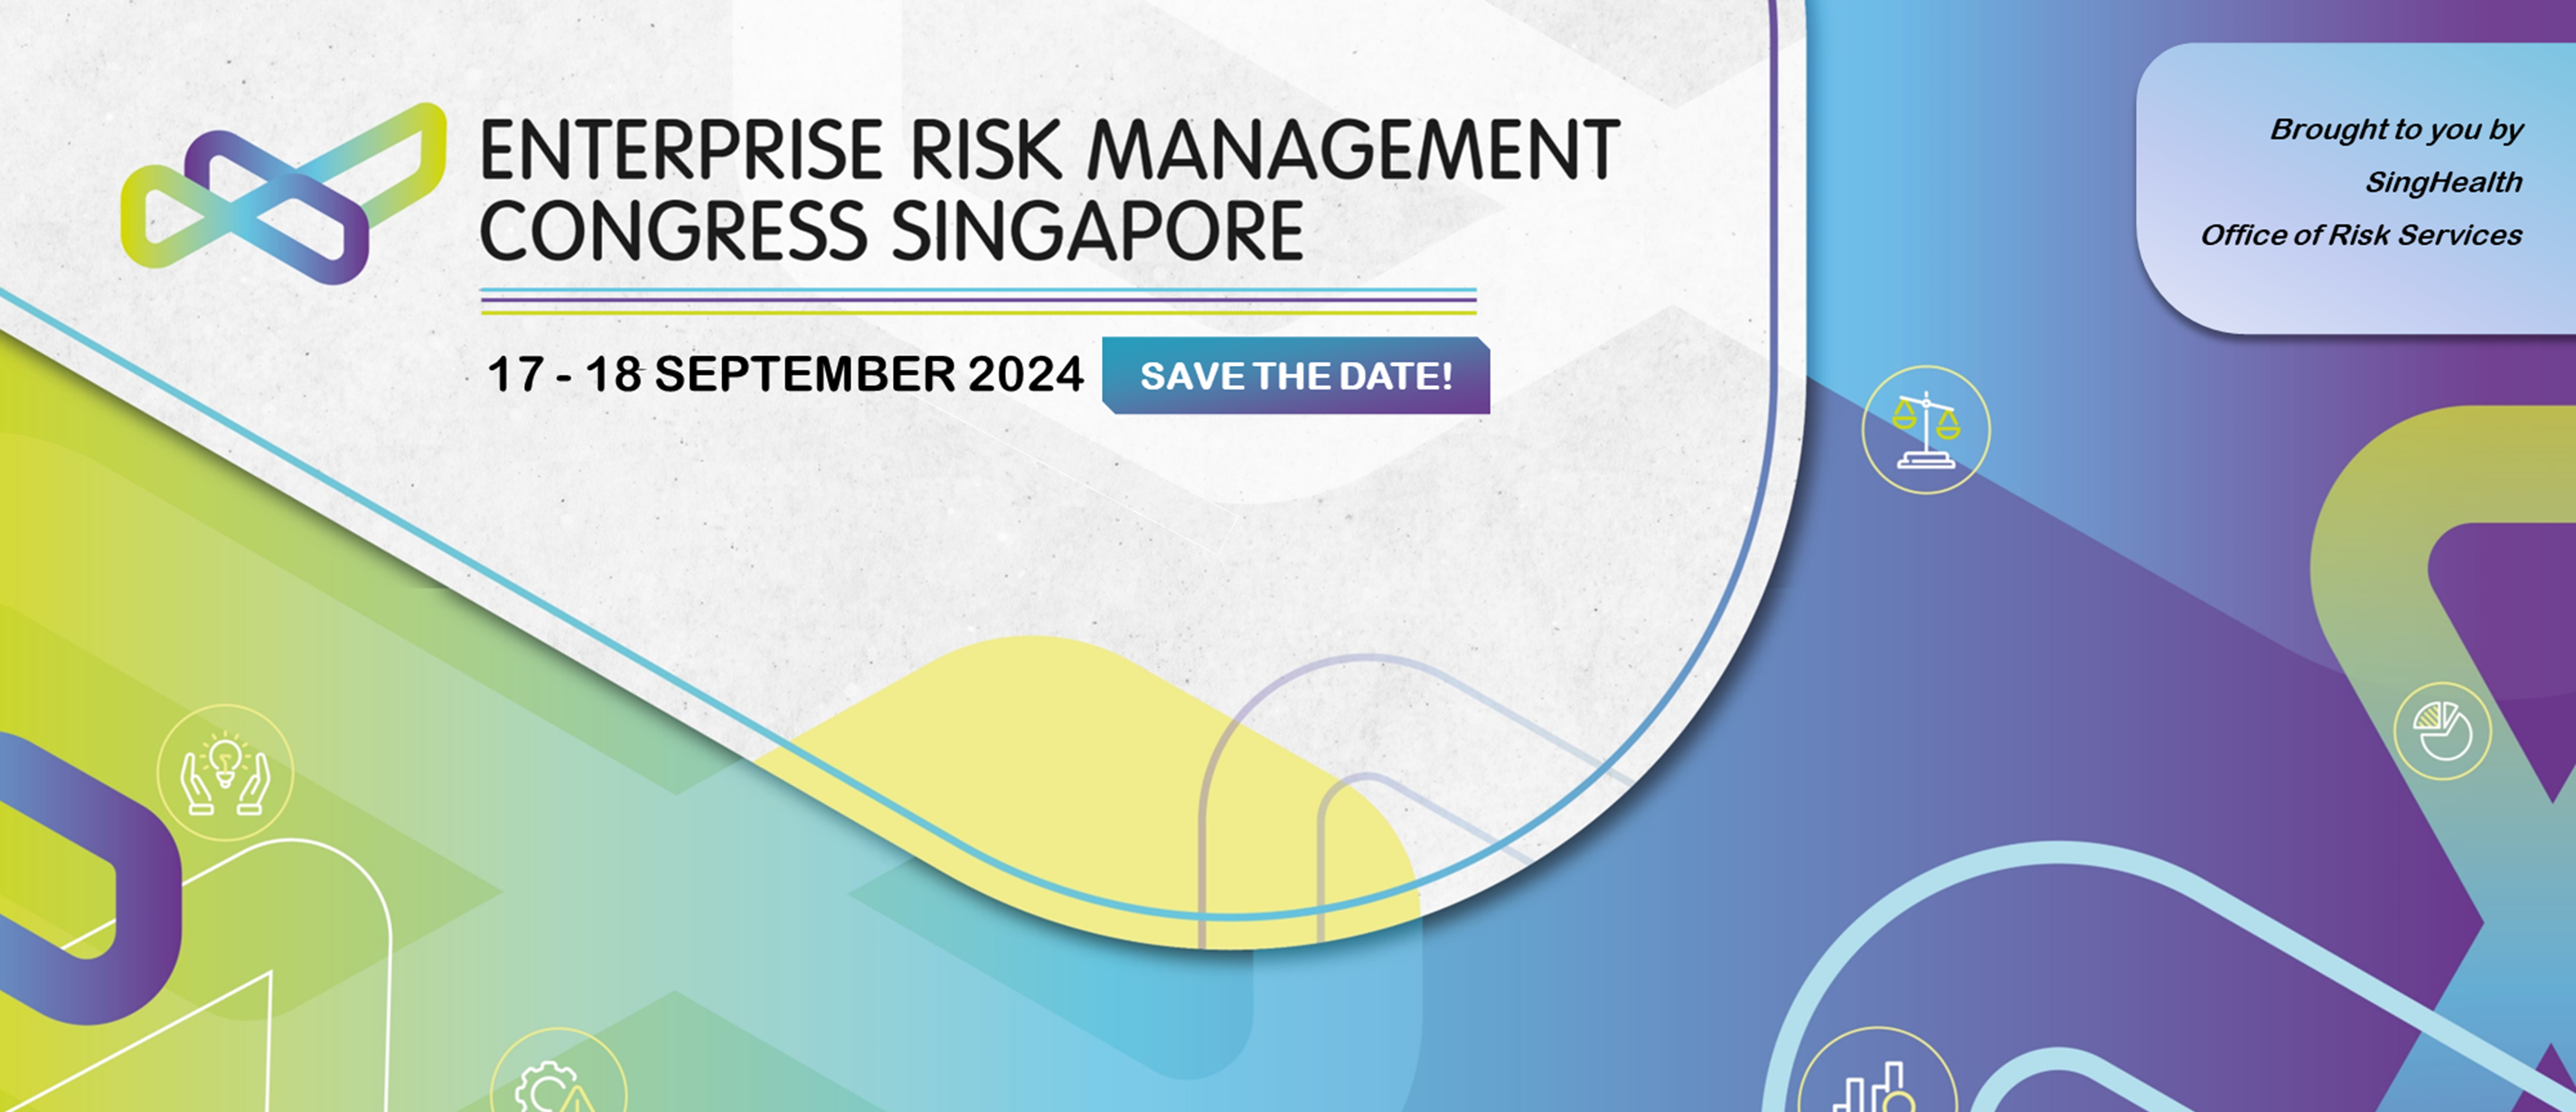 ENTERPRISE RISK MANAGEMENT
CONGRESS SINGAPORE
17 - 18 SEPTEMBER 2024
SAVE THE DATE!
Brought to you by
SingHealth
Office of Risk Services